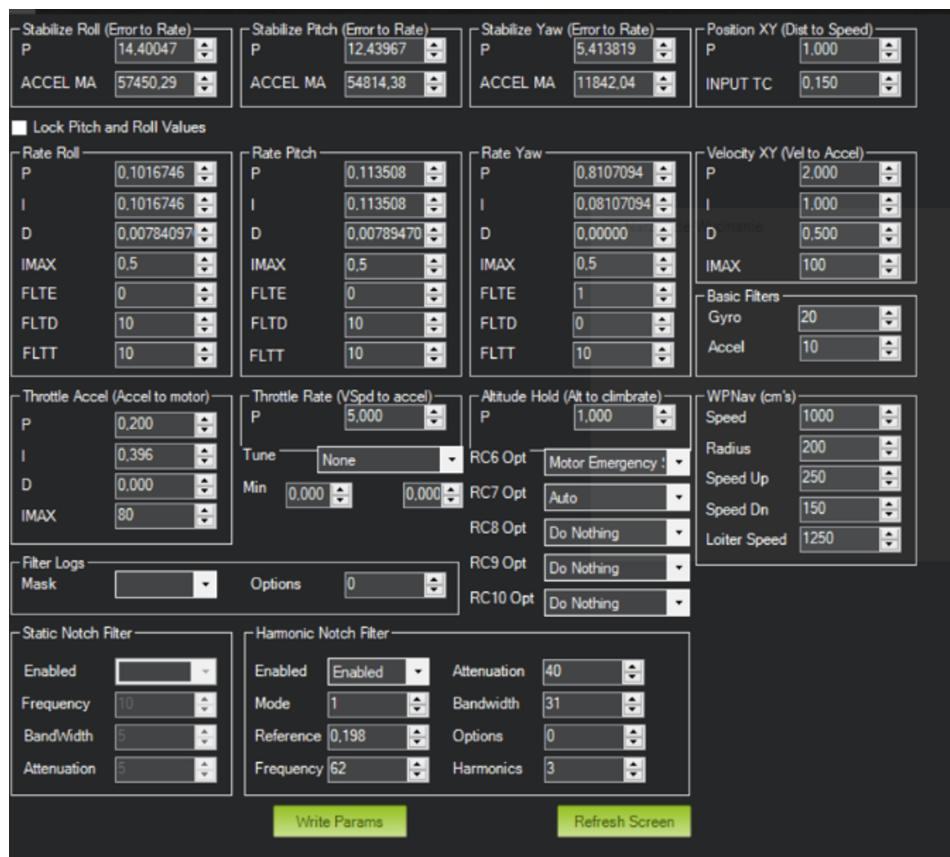 Stabilize Roll (Error to Rate)
P 14,40047
ACCEL MA 57450,29
Stabilize Pitch (Error to Rate)
P 12,43967
ACCEL MA 54814,38
Stabilize Yaw (Error to Rate)
P 5,413819
ACCEL MA 11842,04
Position XY (Dist to Speed)
P 1,000
INPUT TC 0,150
Lock Pitch and Roll Values
Rate Roll
P 0,1016746
I 0,1016746
D 0,00784097
IMAX 0,5
FLTE 0
FLTD 10
FLTT 10
Rate Pitch
P 0,113508
I 0,113508
D 0,00789470
IMAX 0,5
FLTE 0
FLTD 10
FLTT 10
Rate Yaw
P 0,8107094
I 0,08107094
D 0,00000
IMAX 0,5
FLTE 1
FLTD 0
FLTT 10
Velocity XY (Vel to Accel)
P 2,000
I 1,000
D 0,500
IMAX 100
Basic Filters
Gyro 20
Accel 10
Throttle Accel (Accel to motor)
P 0,200
I 0,396
D 0,000
IMAX 80
Throttle Rate (VSpd to accel)
P 5,000
Tune None
Min 0,000 0,000
Altitude Hold (Alt to climbrate)
P 1,000
RC6 Opt Motor Emergency
RC7 Opt Auto
RC8 Opt Do Nothing
RC9 Opt Do Nothing
RC10 Opt Do Nothing
WPNav (cm's)
Speed 1000
Radius 200
Speed Up 250
Speed Dn 150
Loiter Speed 1250
Filter Logs
Mask
Options 0
Static Notch Filter
Enabled
Frequency 10
BandWidth 5
Attenuation 5
Harmonic Notch Filter
Enabled Enabled
Mode 1
Reference 0,198
Frequency 62
Attenuation 40
Bandwidth 31
Options 0
Harmonics 3
Write Params
Refresh Screen